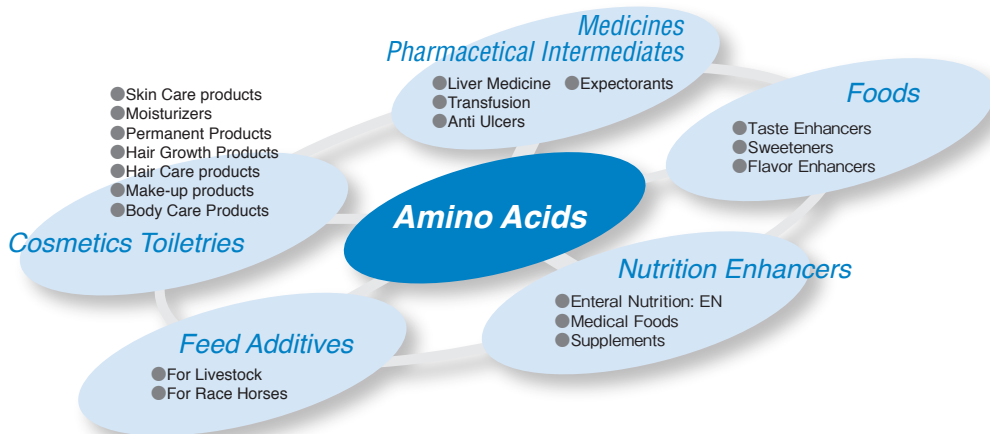 Medicines
Pharmacetical Intermediates
●Liver Medicine ●Expectorants
●Transfusion
●Anti Ulcers
Foods
●Taste Enhancers
●Sweeteners
●Flavor Enhancers
●Skin Care products
●Moisturizers
●Permanent Products
●Hair Growth Products
●Hair Care products
●Make-up products
●Body Care Products
Cosmetics Toiletries
Amino Acids
Nutrition Enhancers
●Enteral Nutrition: EN
●Medical Foods
●Supplements
Feed Additives
●For Livestock
●For Race Horses